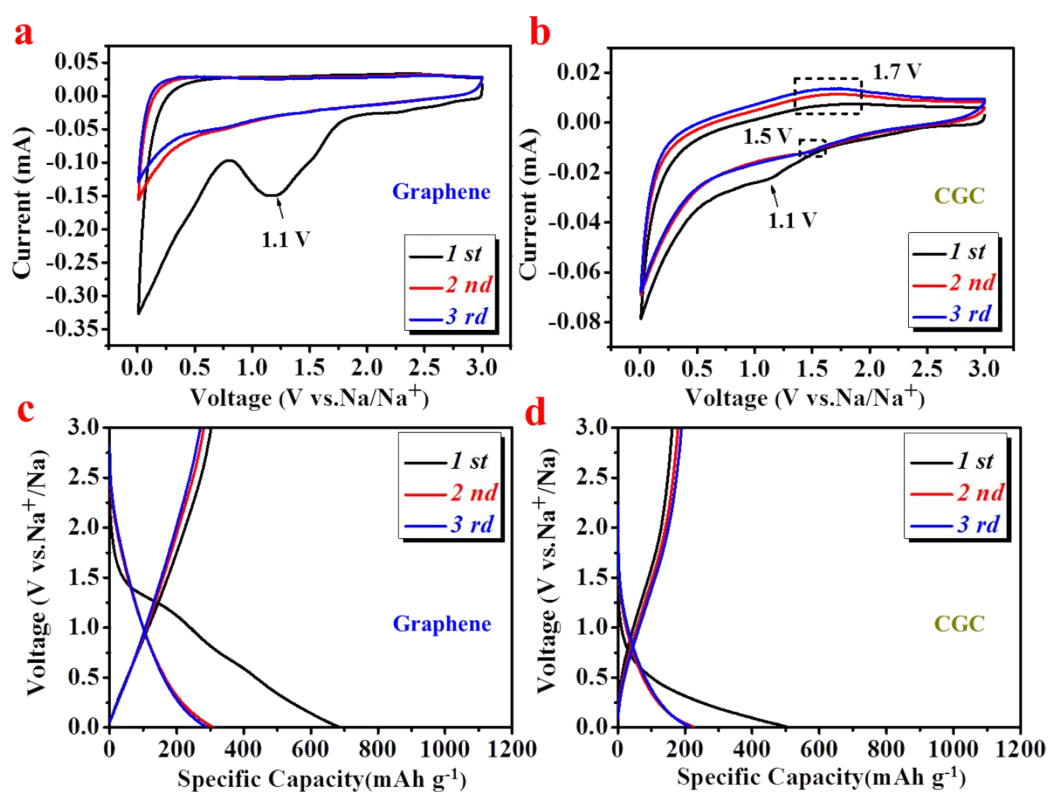 a
0.05
0.00
-0.05
-0.10
-0.15
-0.20
-0.25
-0.30
-0.35
Current (mA)
1.1 V
Graphene
1 st
2 nd
3 rd
0.0 0.5 1.0 1.5 2.0 2.5 3.0
Voltage (V vs.Na/Na⁺)
b
0.02
0.00
-0.02
-0.04
-0.06
-0.08
Current (mA)
1.7 V
1.5 V
1.1 V
CGC
1 st
2 nd
3 rd
0.0 0.5 1.0 1.5 2.0 2.5 3.0
Voltage (V vs.Na/Na⁺)
c
3.0
2.5
2.0
1.5
1.0
0.5
0.0
Voltage (V vs.Na⁺/Na)
1 st
2 nd
3 rd
Graphene
0 200 400 600 800 1000 1200
Specific Capacity(mAh g⁻¹)
d
3.0
2.5
2.0
1.5
1.0
0.5
0.0
Voltage (V vs.Na⁺/Na)
1 st
2 nd
3 rd
CGC
0 200 400 600 800 1000 1200
Specific Capacity(mAh g⁻¹)